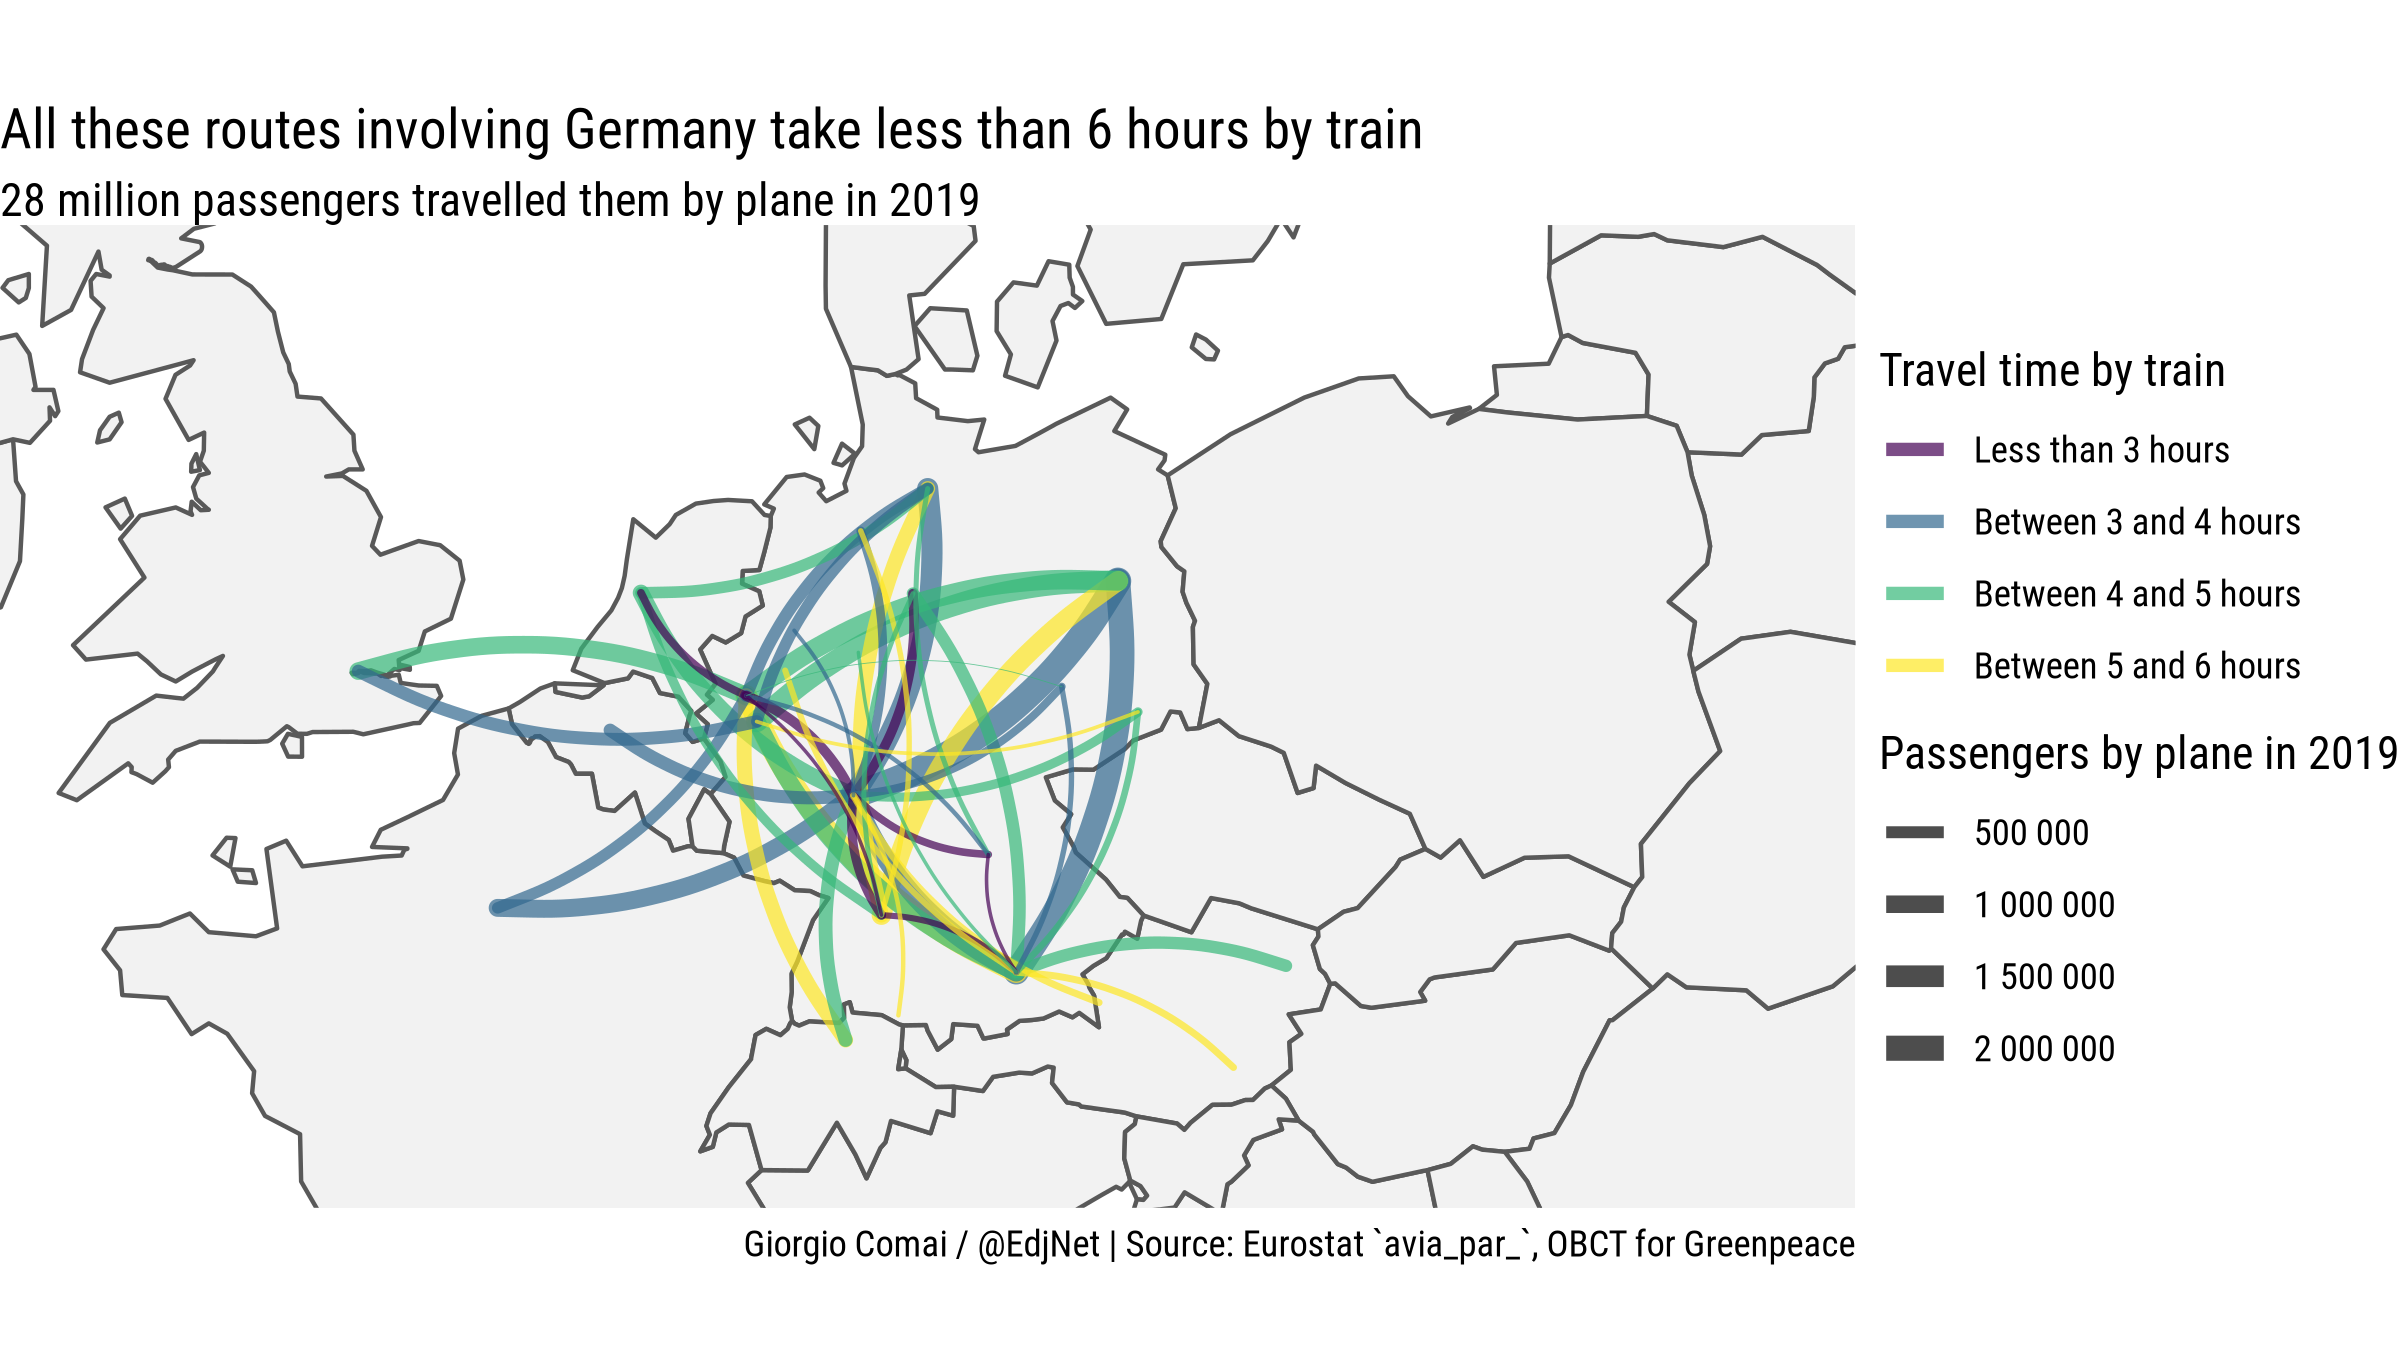 All these routes involving Germany take less than 6 hours by train
28 million passengers travelled them by plane in 2019
Travel time by train
Less than 3 hours
Between 3 and 4 hours
Between 4 and 5 hours
Between 5 and 6 hours
Passengers by plane in 2019
500 000
1 000 000
1 500 000
2 000 000
Giorgio Comai / @EdjNet | Source: Eurostat `avia_par_`, OBCT for Greenpeace